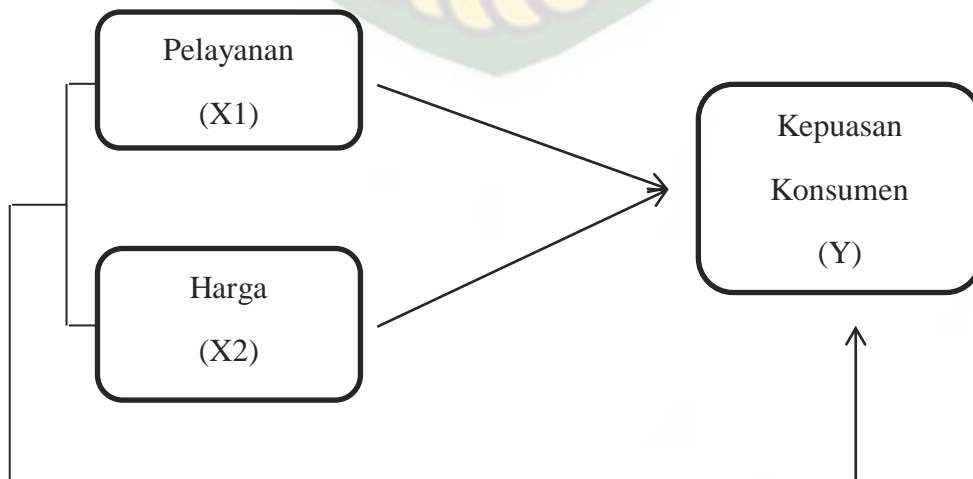 Pelayanan
(X1)
Harga
(X2)
Kepuasan
Konsumen
(Y)